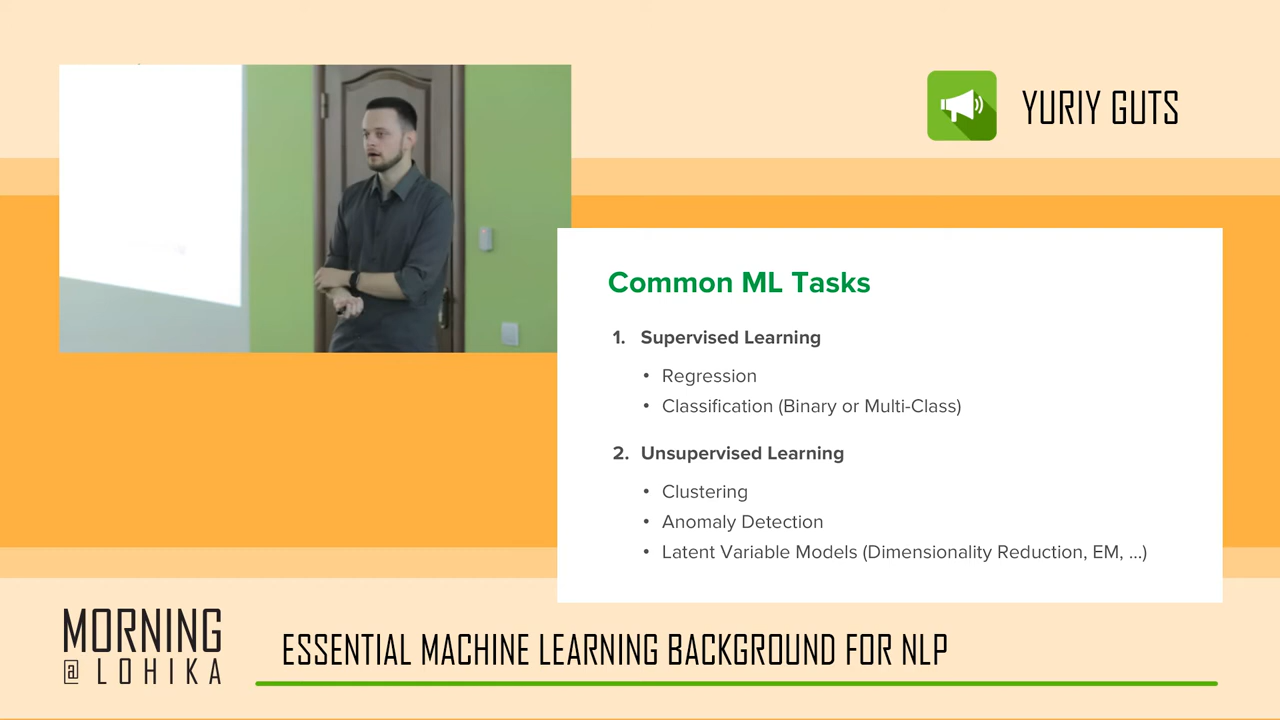 YURIY GUTS
Common ML Tasks
1. Supervised Learning
• Regression
• Classification (Binary or Multi-Class)
2. Unsupervised Learning
• Clustering
• Anomaly Detection
• Latent Variable Models (Dimensionality Reduction, EM, ...)
MORNING
@ LOHIKA
ESSENTIAL MACHINE LEARNING BACKGROUND FOR NLP